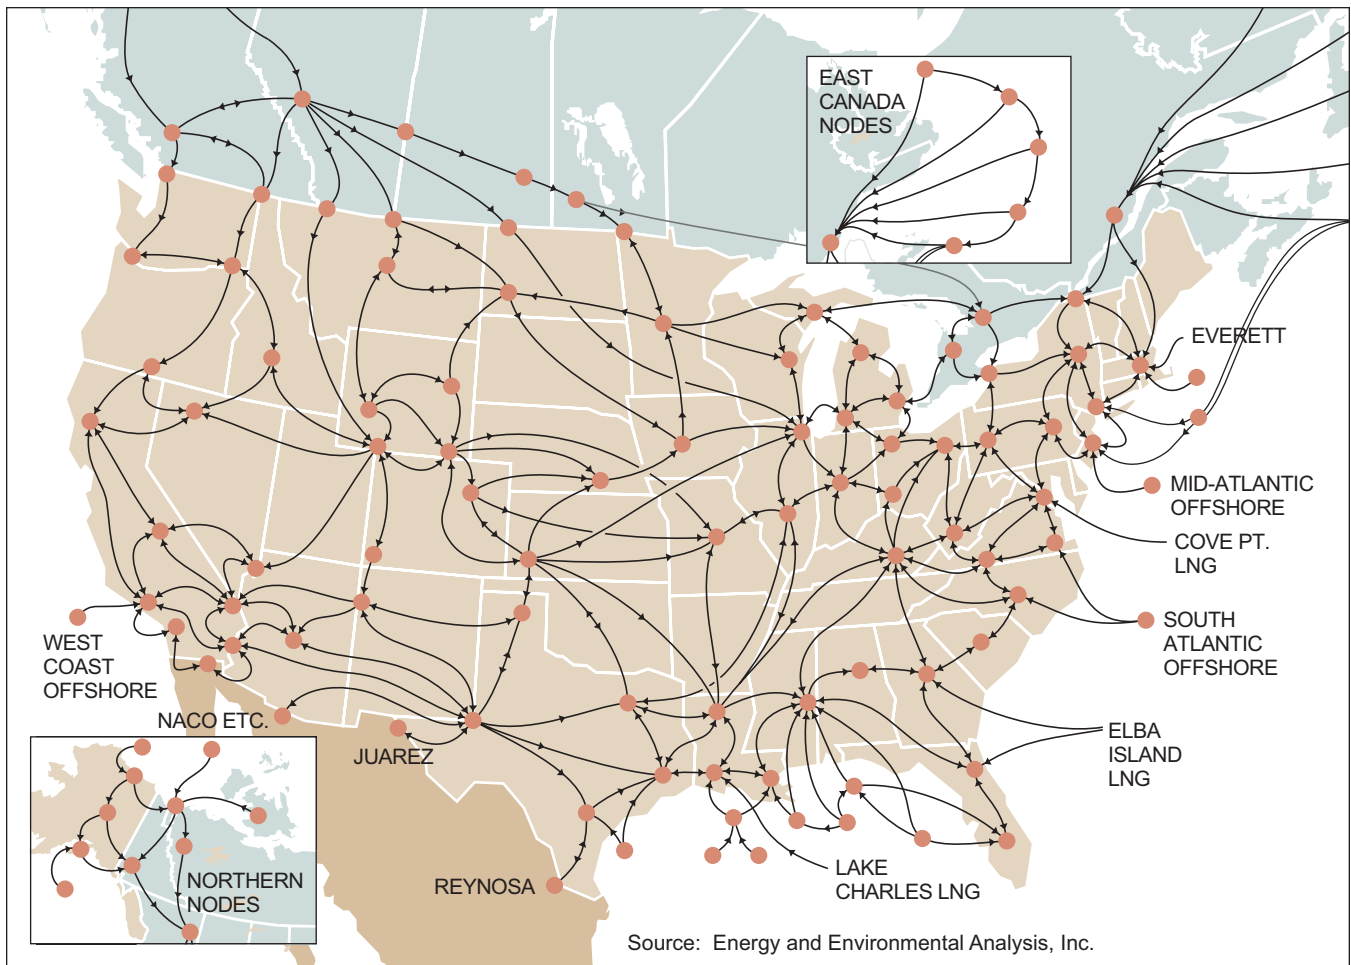 EAST
CANADA
NODES
EVERETT
MID-ATLANTIC
OFFSHORE
COVE PT.
LNG
SOUTH
ATLANTIC
OFFSHORE
WEST
COAST
OFFSHORE
NACO ETC.
JUAREZ
ELBA
ISLAND
LNG
LAKE
CHARLES LNG
REYNOSA
NORTHERN
NODES
Source: Energy and Environmental Analysis, Inc.